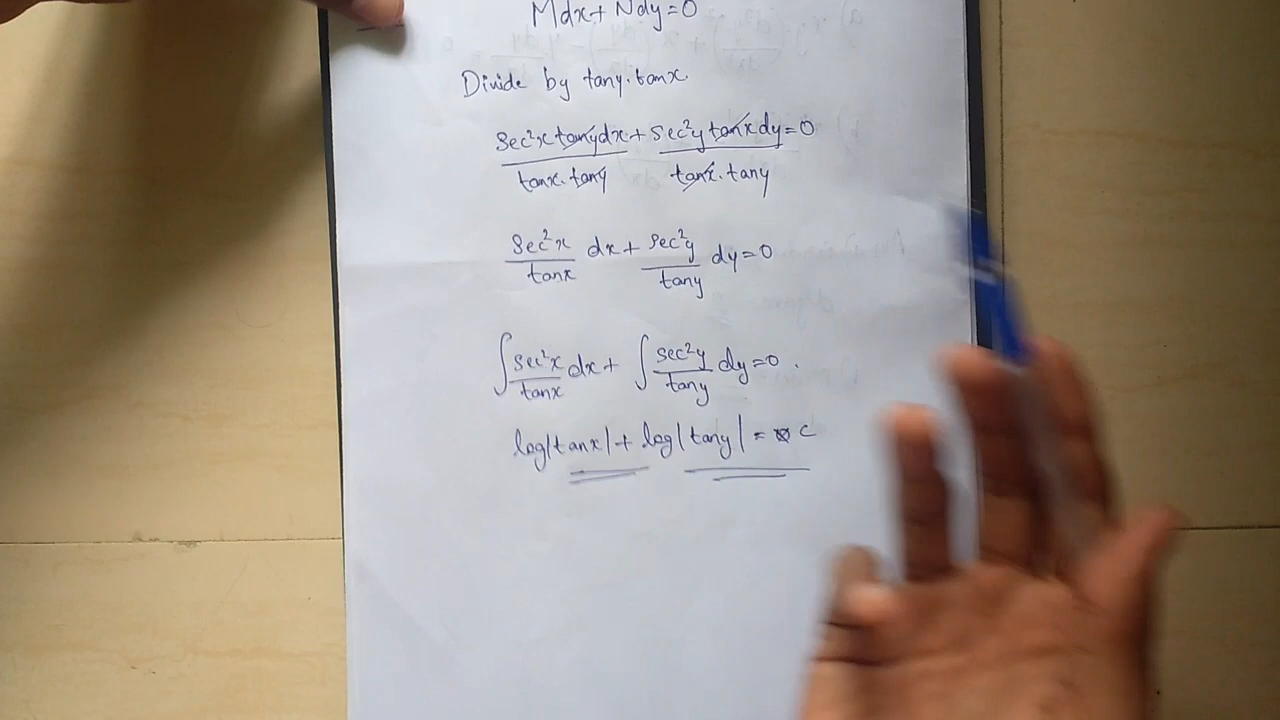 Mdx + Ndy = 0
Divide by tany.tanx.
sec²x tany dx + sec²y tanx dy = 0
tanx.tany tanx.tany
sec²x dx + sec²y dy = 0
tanx tany
∫ sec²x dx + ∫ sec²y dy = 0.
tanx tany
log|tanx| + log|tany| = c